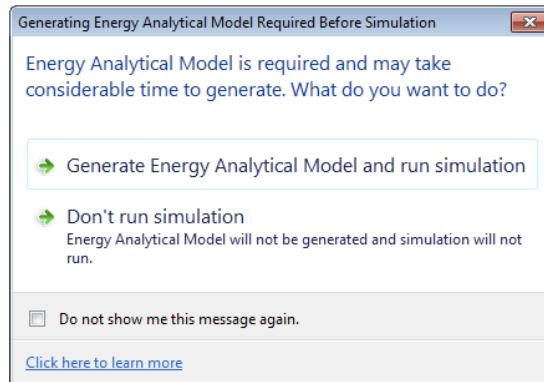 Generating Energy Analytical Model Required Before Simulation
Energy Analytical Model is required and may take
considerable time to generate. What do you want to do?
Generate Energy Analytical Model and run simulation
Don't run simulation
Energy Analytical Model will not be generated and simulation will not
run.
Do not show me this message again.
Click here to learn more